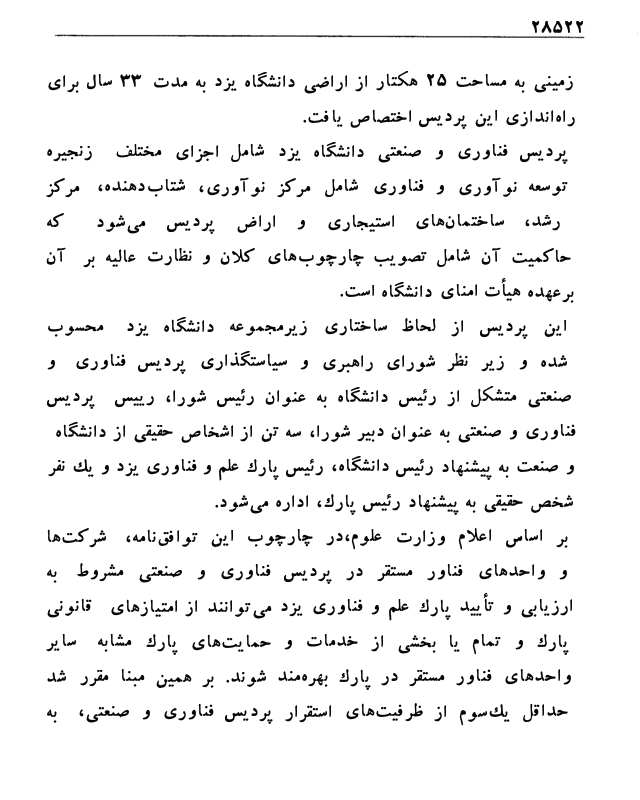 ۲۸۵۲۲
زمینی به مساحت ۲۵ هکتار از اراضی دانشگاه یزد به مدت ۳۳ سال برای
راه‌اندازی این پردیس اختصاص یافت.
پردیس فناوری و صنعتی دانشگاه یزد شامل اجزای مختلف زنجیره
توسعه نوآوری و فناوری شامل مرکز نوآوری، شتاب‌دهنده، مرکز
رشد، ساختمان‌های استیجاری و اراض پردیس می‌شود که
حاکمیت آن شامل تصویب چارچوب‌های کلان و نظارت عالیه بر آن
برعهده هیأت امنای دانشگاه است.
این پردیس از لحاظ ساختاری زیرمجموعه دانشگاه یزد محسوب
شده و زیر نظر شورای راهبری و سیاستگذاری پردیس فناوری و
صنعتی متشکل از رئیس دانشگاه به عنوان رئیس شورا، رییس پردیس
فناوری و صنعتی به عنوان دبیر شورا، سه تن از اشخاص حقیقی از دانشگاه
و صنعت به پیشنهاد رئیس دانشگاه، رئیس پارك علم و فناوری یزد و یك نفر
شخص حقیقی به پیشنهاد رئیس پارك، اداره می‌شود.
بر اساس اعلام وزارت علوم،در چارچوب این توافق‌نامه، شرکت‌ها
و واحدهای فناور مستقر در پردیس فناوری و صنعتی مشروط به
ارزیابی و تأیید پارك علم و فناوری یزد می‌توانند از امتیازهای قانونی
پارك و تمام یا بخشی از خدمات و حمایت‌های پارك مشابه سایر
واحدهای فناور مستقر در پارك بهره‌مند شوند. بر همین مبنا مقرر شد
حداقل یك‌سوم از ظرفیت‌های استقرار پردیس فناوری و صنعتی، به